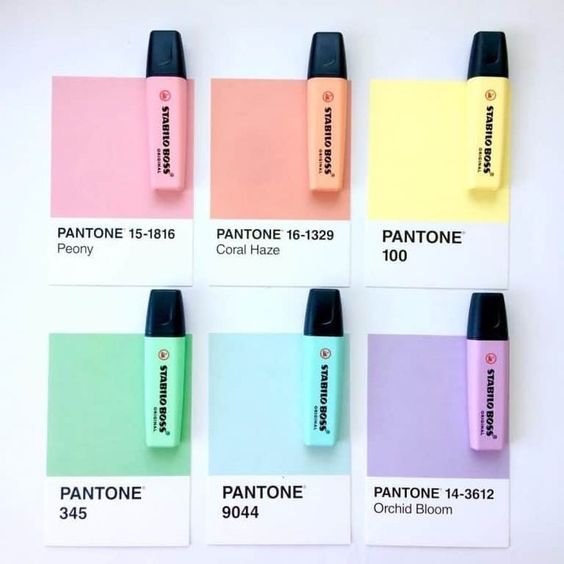 STABILO BOSS®
ORIGINAL
STABILO BOSS®
ORIGINAL
STABILO BOSS®
ORIGINAL
PANTONE® 15-1816
Peony
PANTONE® 16-1329
Coral Haze
PANTONE®
100
STABILO BOSS®
ORIGINAL
STABILO BOSS®
ORIGINAL
STABILO BOSS®
ORIGINAL
PANTONE®
345
PANTONE®
9044
PANTONE® 14-3612
Orchid Bloom